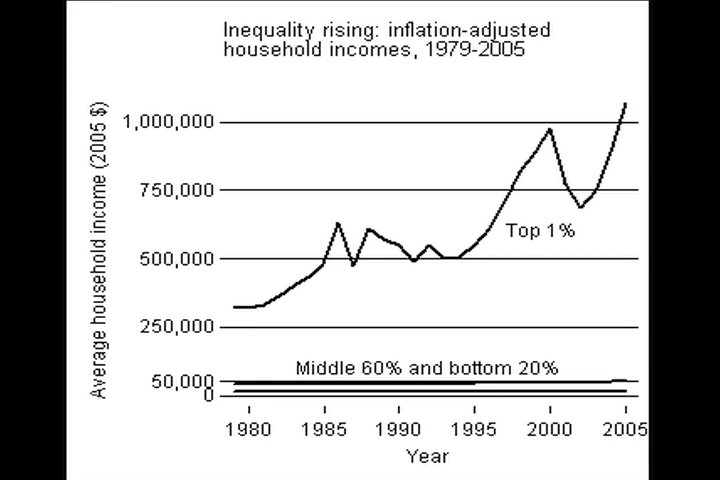 Inequality rising: inflation-adjusted
household incomes, 1979-2005
Average household income (2005 $)
1,000,000
750,000
Top 1%
500,000
250,000
Middle 60% and bottom 20%
50,000
0
1980 1985 1990 1995 2000 2005
Year